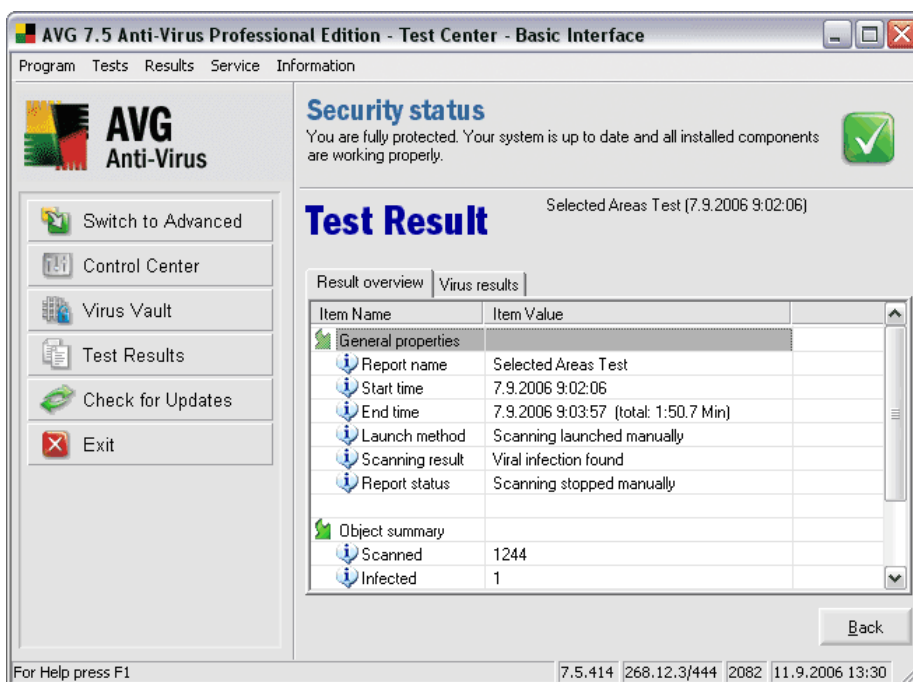 AVG 7.5 Anti-Virus Professional Edition - Test Center - Basic Interface
Program Tests Results Service Information
AVG
Anti-Virus
Switch to Advanced
Control Center
Virus Vault
Test Results
Check for Updates
Exit
Security status
You are fully protected. Your system is up to date and all installed components
are working properly.
Test Result
Selected Areas Test (7.9.2006 9:02:06)
Result overview Virus results
Item Name Item Value
General properties
Report name Selected Areas Test
Start time 7.9.2006 9:02:06
End time 7.9.2006 9:03:57 (total: 1:50.7 Min)
Launch method Scanning launched manually
Scanning result Viral infection found
Report status Scanning stopped manually
Object summary
Scanned 1244
Infected 1
Back
For Help press F1
7.5.414 268.12.3/444 2082 11.9.2006 13:30